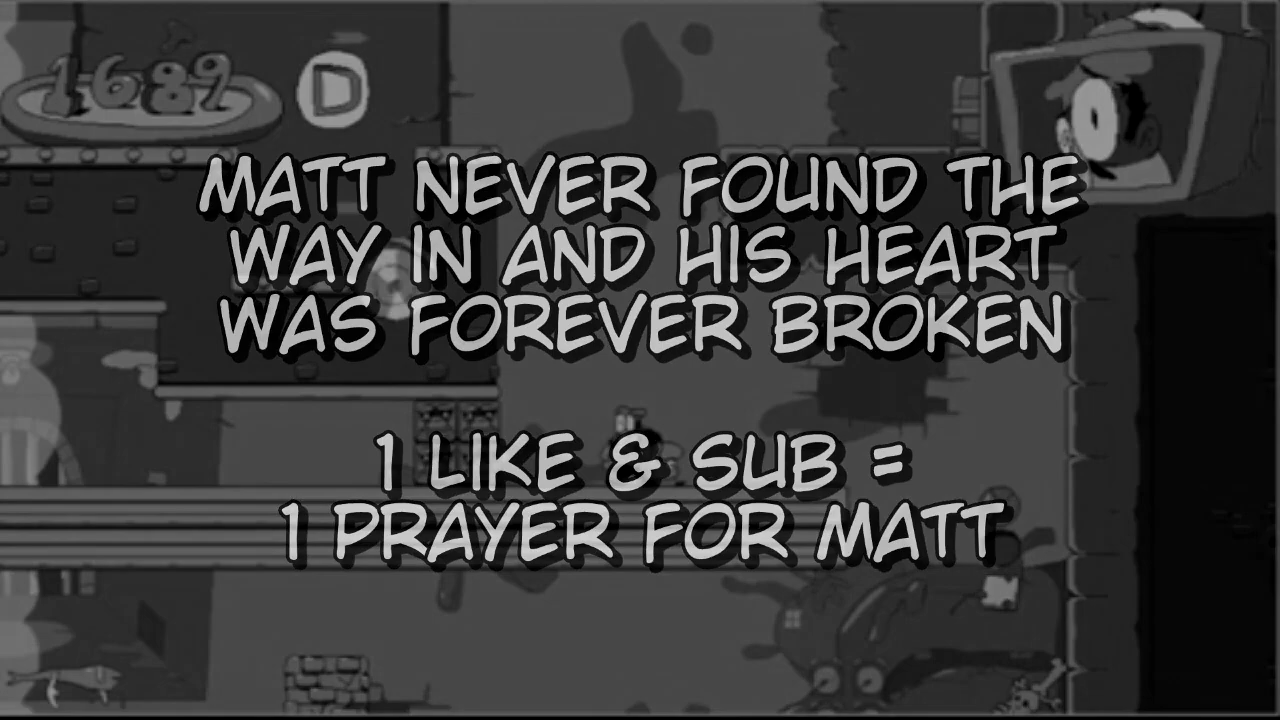 1689
D
MATT NEVER FOUND THE
WAY IN AND HIS HEART
WAS FOREVER BROKEN
1 LIKE & SUB =
1 PRAYER FOR MATT